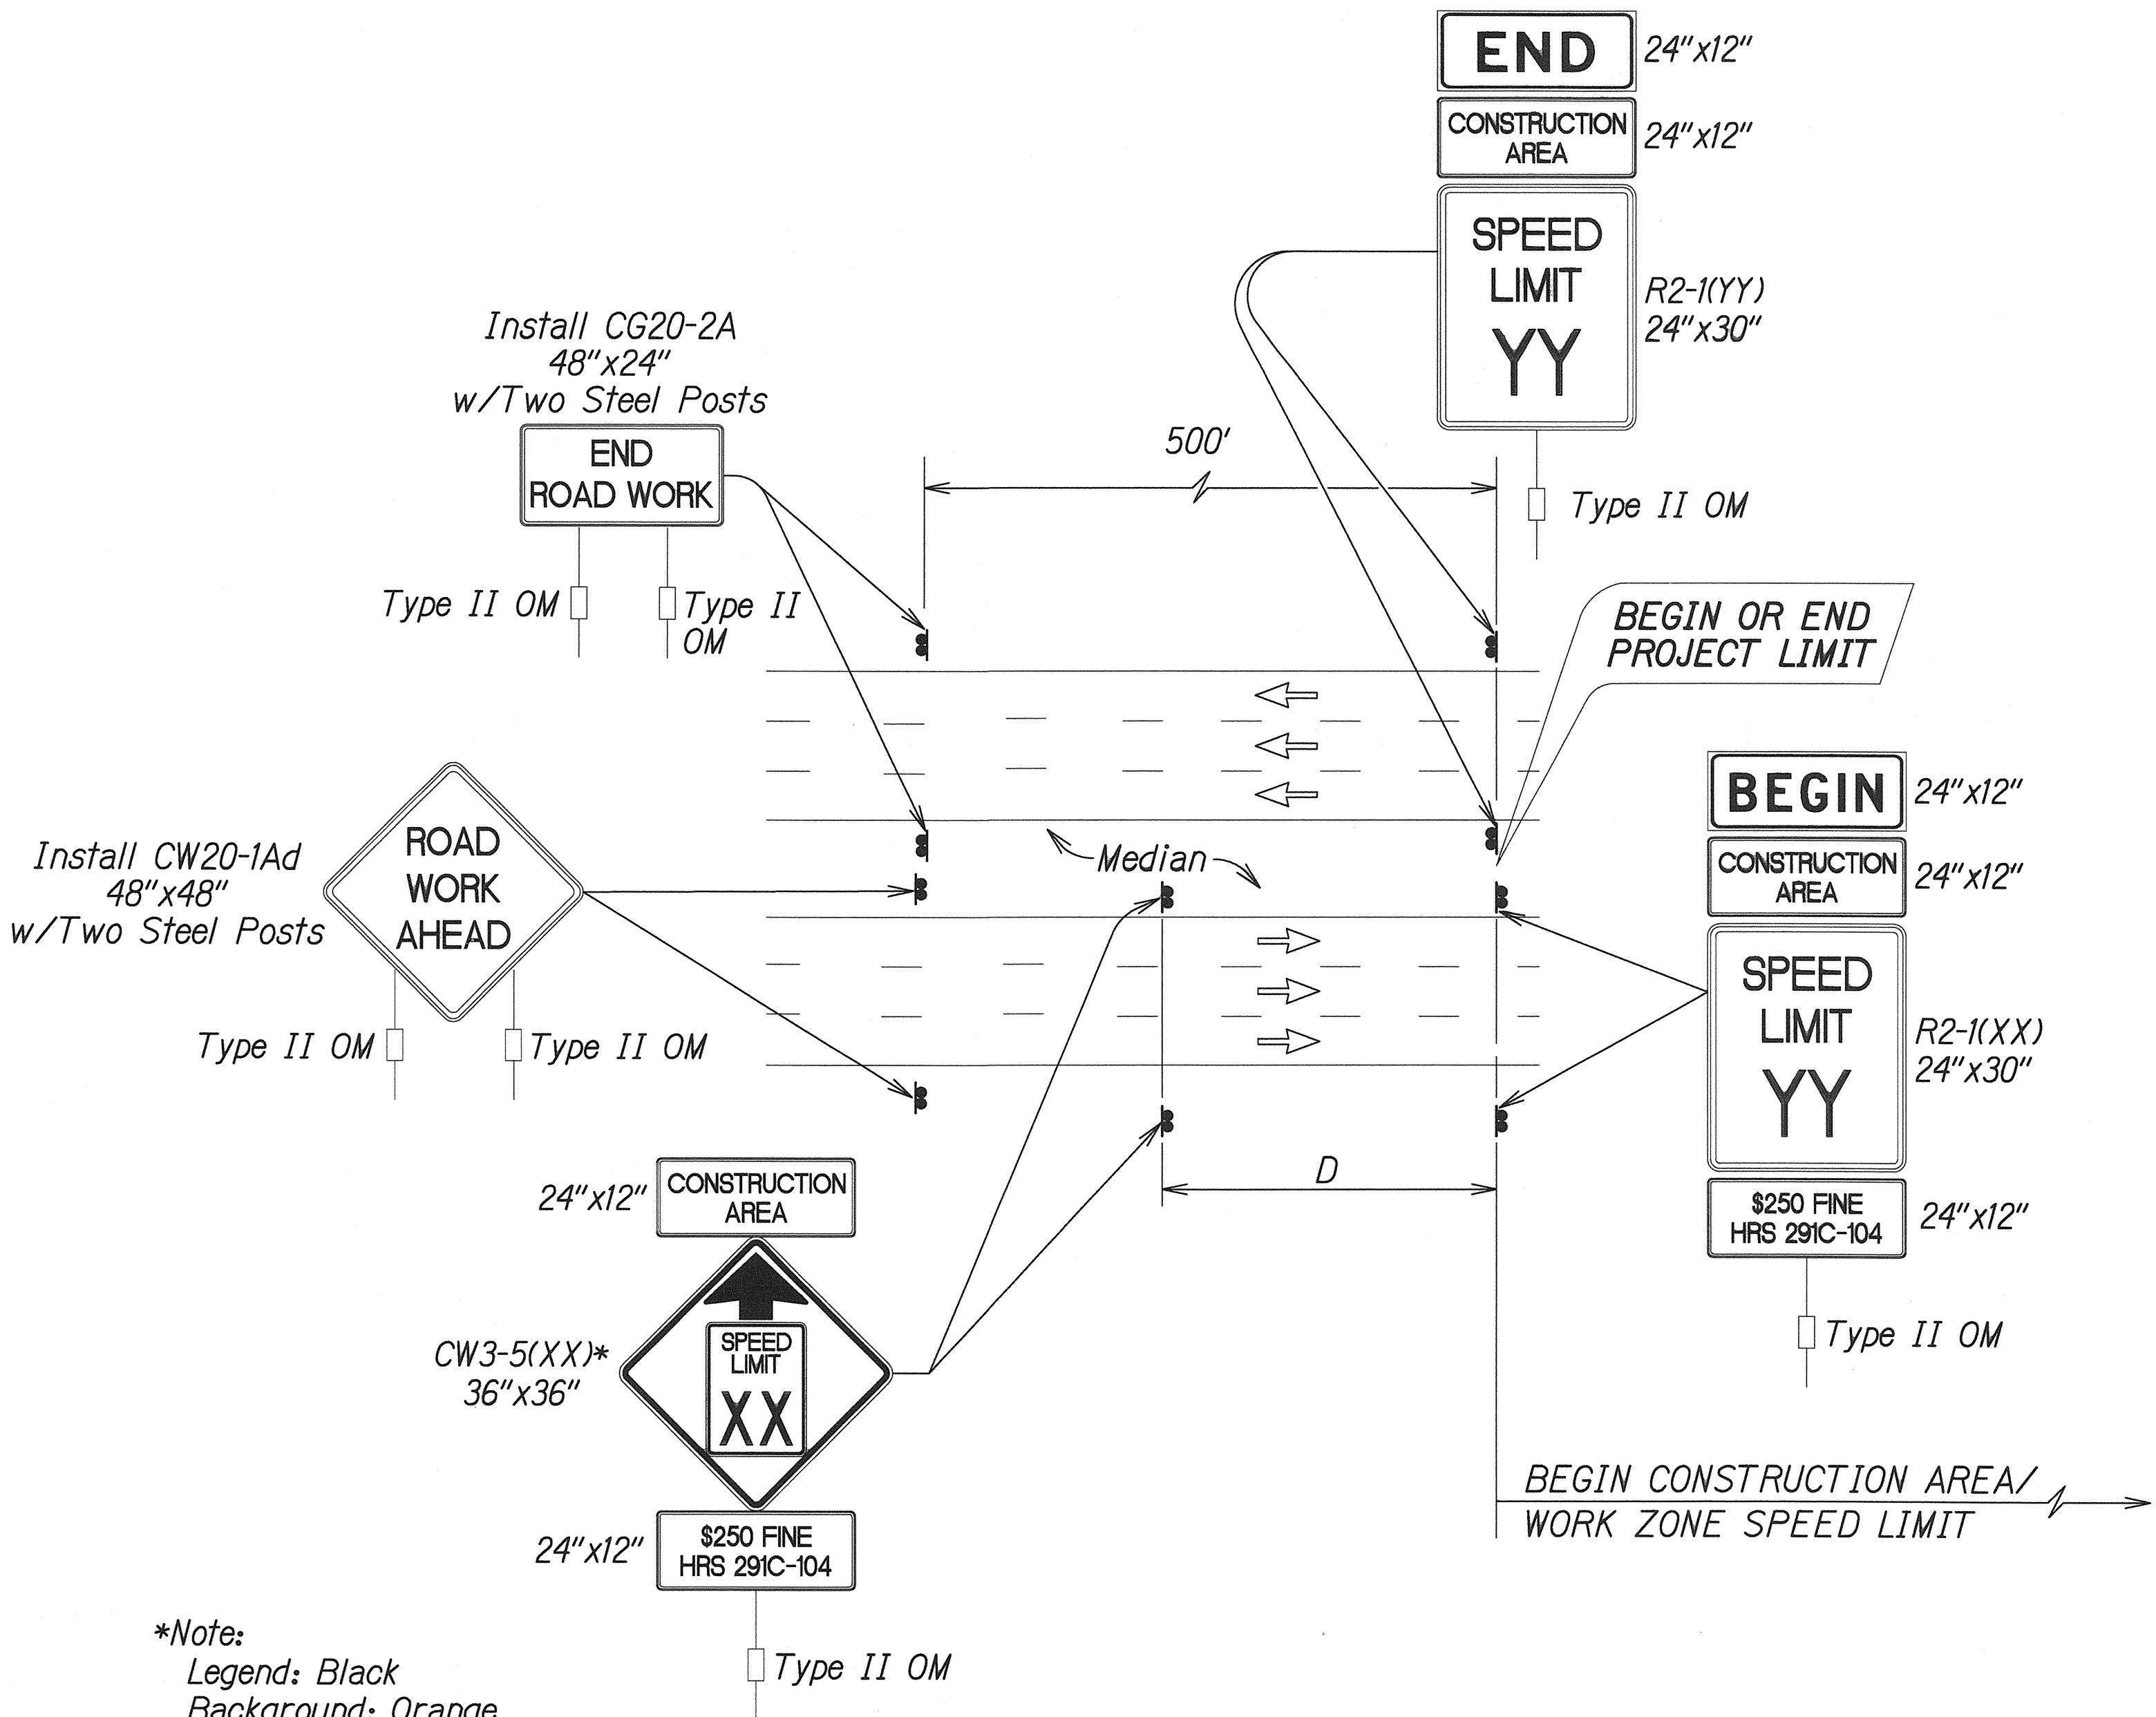 END
24"x12"
CONSTRUCTION
AREA
24"x12"
SPEED
LIMIT
YY
R2-1(YY)
24"x30"
Type II OM
Install CG20-2A
48"x24"
w/Two Steel Posts
END
ROAD WORK
Type II OM
Type II
OM
500'
BEGIN OR END
PROJECT LIMIT
Install CW20-1Ad
48"x48"
w/Two Steel Posts
ROAD
WORK
AHEAD
Type II OM
Type II OM
Median
BEGIN
24"x12"
CONSTRUCTION
AREA
24"x12"
SPEED
LIMIT
YY
R2-1(XX)
24"x30"
$250 FINE
HRS 291C-104
24"x12"
Type II OM
D
24"x12"
CONSTRUCTION
AREA
SPEED
LIMIT
XX
CW3-5(XX)*
36"x36"
24"x12"
$250 FINE
HRS 291C-104
Type II OM
BEGIN CONSTRUCTION AREA/
WORK ZONE SPEED LIMIT
*Note:
Legend: Black
Background: Orange